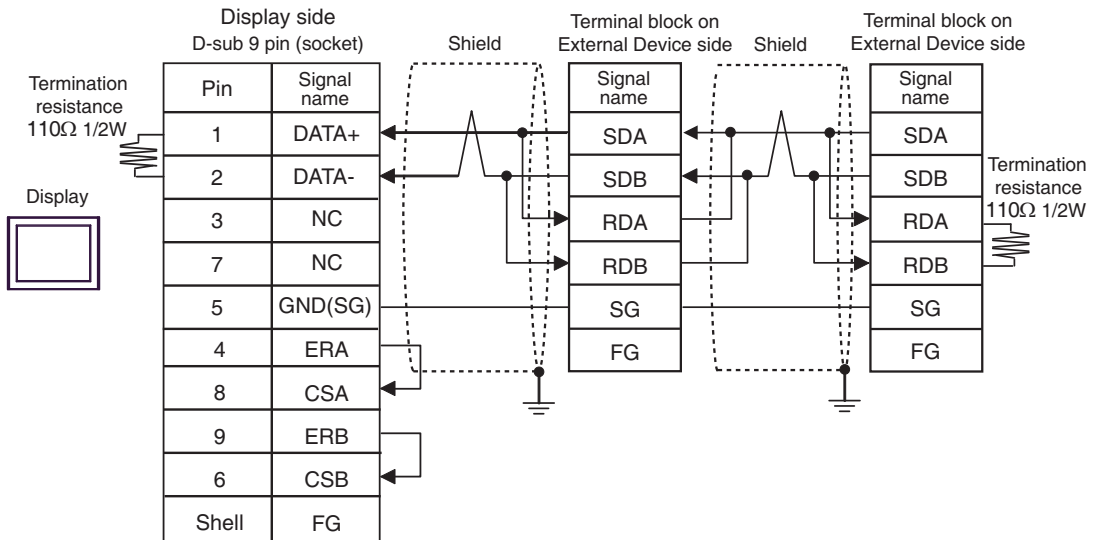 Display side
D-sub 9 pin (socket)
Shield
Terminal block on
External Device side
Shield
Terminal block on
External Device side
Termination
resistance
110Ω 1/2W
Display
Pin
Signal
name
1
DATA+
2
DATA-
3
NC
7
NC
5
GND(SG)
4
ERA
8
CSA
9
ERB
6
CSB
Shell
FG
Signal
name
SDA
SDB
RDA
RDB
SG
FG
Signal
name
SDA
SDB
RDA
RDB
SG
FG
Termination
resistance
110Ω 1/2W